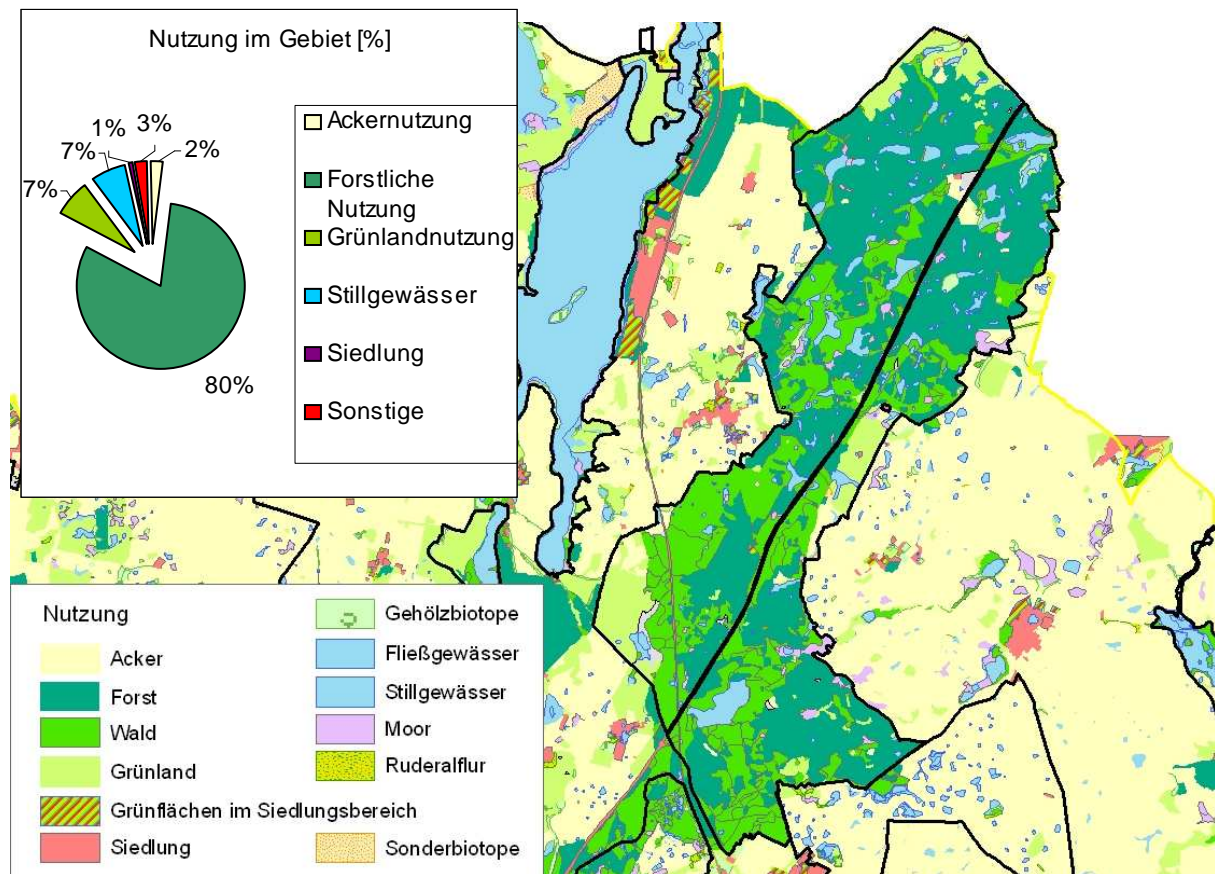 Nutzung im Gebiet [%]
1%
3%
7%
2%
7%
80%
Ackernutzung
Forstliche
Nutzung
Grünlandnutzung
Stillgewässer
Siedlung
Sonstige
Nutzung
Acker
Forst
Wald
Grünland
Grünflächen im Siedlungsbereich
Siedlung
Gehölzbiotope
Fließgewässer
Stillgewässer
Moor
Ruderalflur
Sonderbiotope